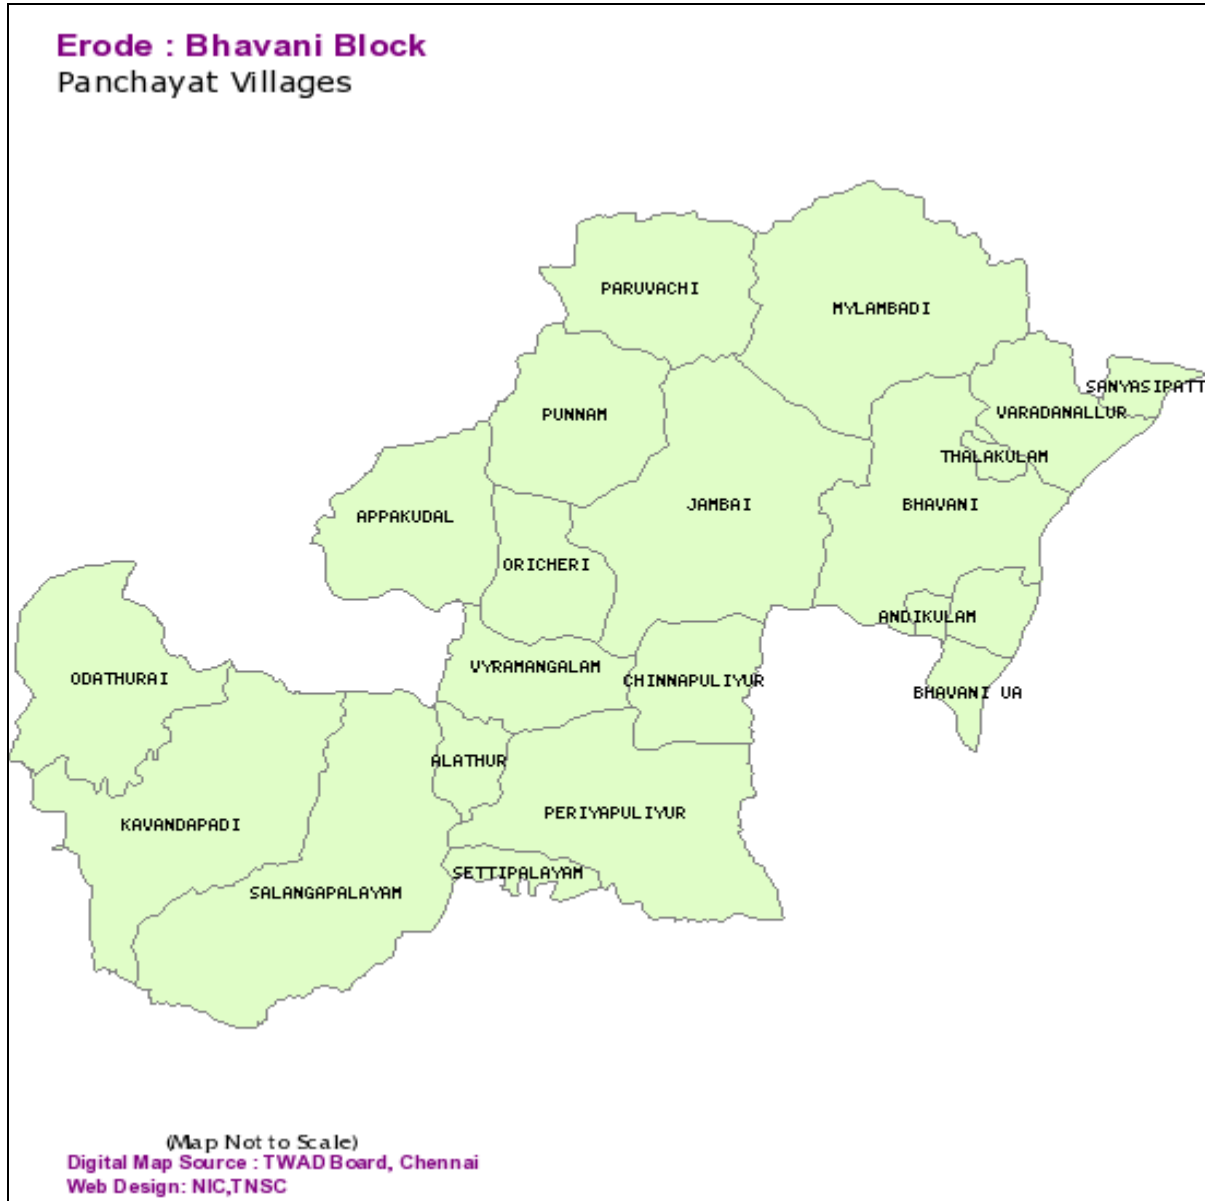 Erode : Bhavani Block
Panchayat Villages
PARUVACHI
MYLAMBADI
SANYASIPATT
PUNNAM
VARADANALLUR
THALAKULAM
APPAKUDAL
JAMBAI
BHAVANI
ORICHERI
ANDIKULAM
VYRAMANGALAM
ODATHURAI
CHINNAPULIYUR
BHAVANI UA
ALATHUR
PERIYAPULIYUR
KAVANDAPADI
SETTIPALAYAM
SALANGAPALAYAM
(Map Not to Scale)
Digital Map Source : TWAD Board, Chennai
Web Design: NIC,TNSC